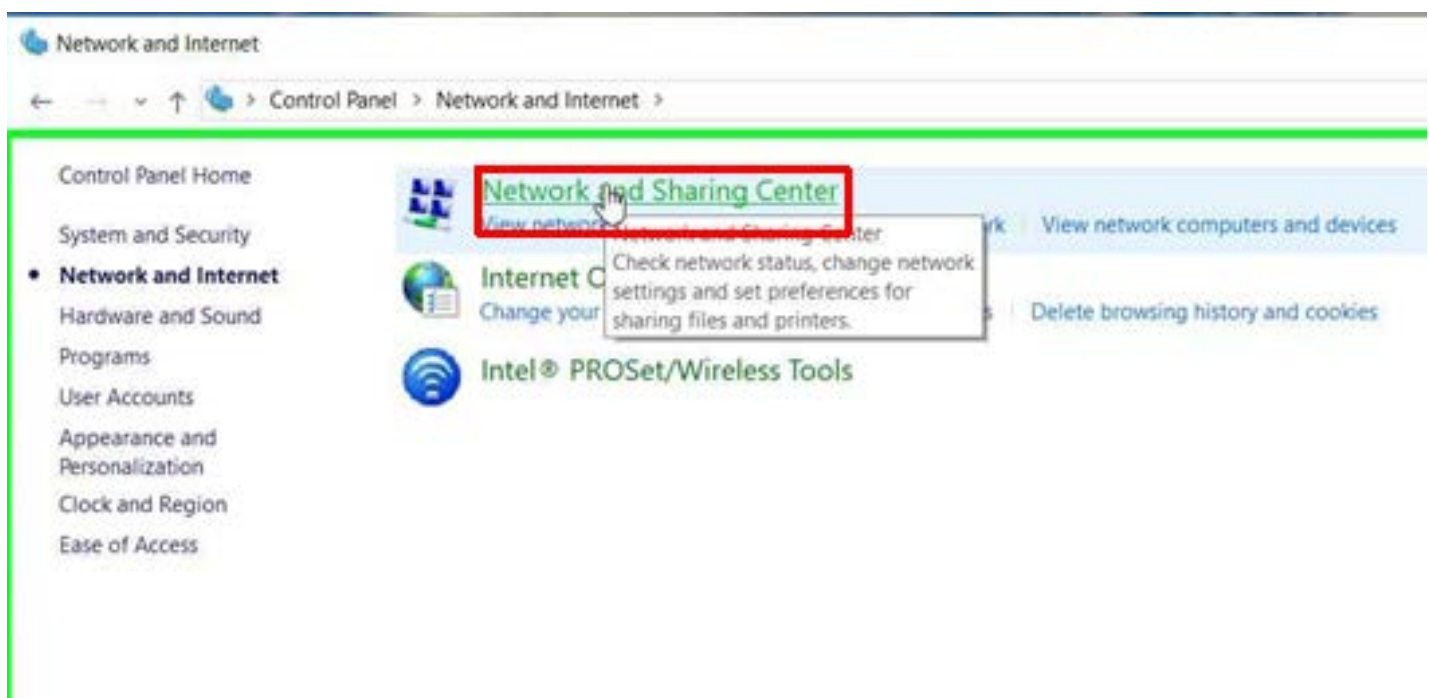 Network and Internet
Control Panel > Network and Internet >
Control Panel Home
System and Security
Network and Internet
Hardware and Sound
Programs
User Accounts
Appearance and
Personalization
Clock and Region
Ease of Access
Network and Sharing Center
View network View network computers and devices
Network and Sharing Center
Check network status, change network
settings and set preferences for
sharing files and printers.
Internet
Change your Delete browsing history and cookies
Intel® PROSet/Wireless Tools